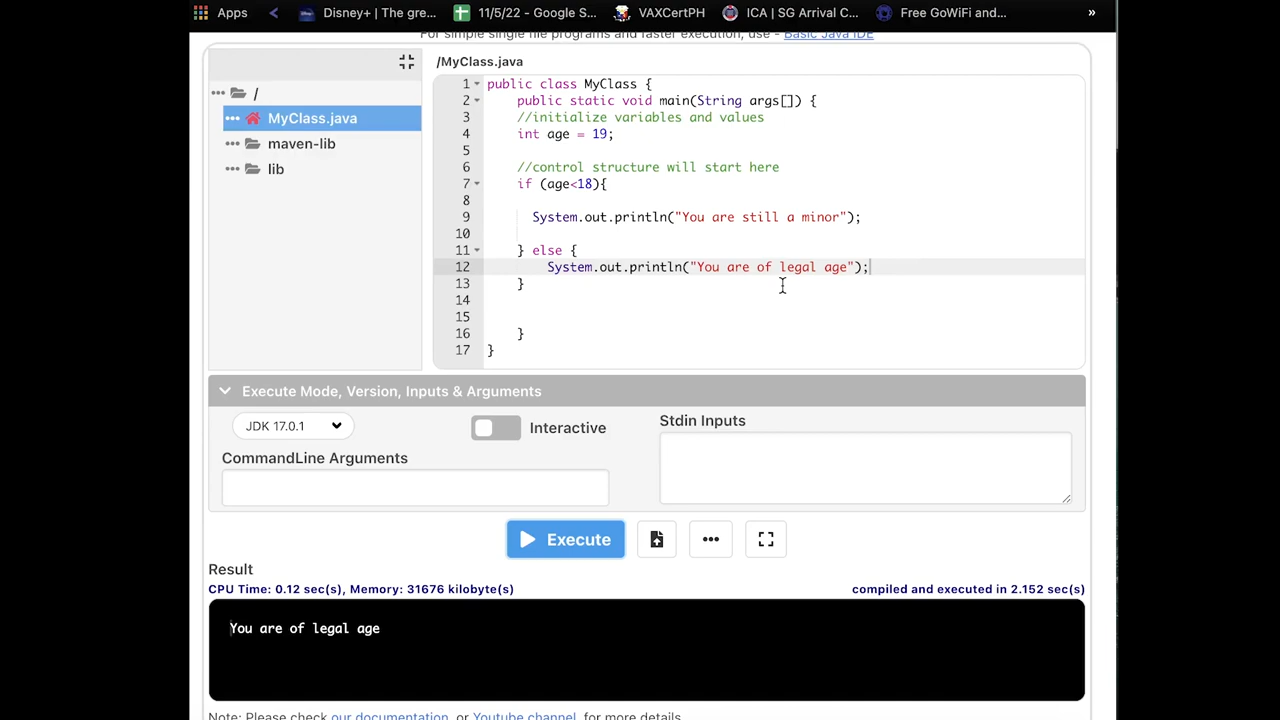 Apps
Disney+ | The gre...
11/5/22 - Google S...
VAXCertPH
ICA | SG Arrival C...
Free GoWiFi and...
»
For simple single file programs and faster execution, use - Basic Java IDE
/MyClass.java
/
MyClass.java
maven-lib
lib
1 public class MyClass {
2 public static void main(String args[]) {
3 //initialize variables and values
4 int age = 19;
5
6 //control structure will start here
7 if (age<18){
8
9 System.out.println("You are still a minor");
10
11 } else {
12 System.out.println("You are of legal age");
13 }
14
15
16 }
17 }
Execute Mode, Version, Inputs & Arguments
JDK 17.0.1
Interactive
Stdin Inputs
CommandLine Arguments
Execute
Result
CPU Time: 0.12 sec(s), Memory: 31676 kilobyte(s)
compiled and executed in 2.152 sec(s)
You are of legal age
Note: Please check our documentation or Youtube channel for more details